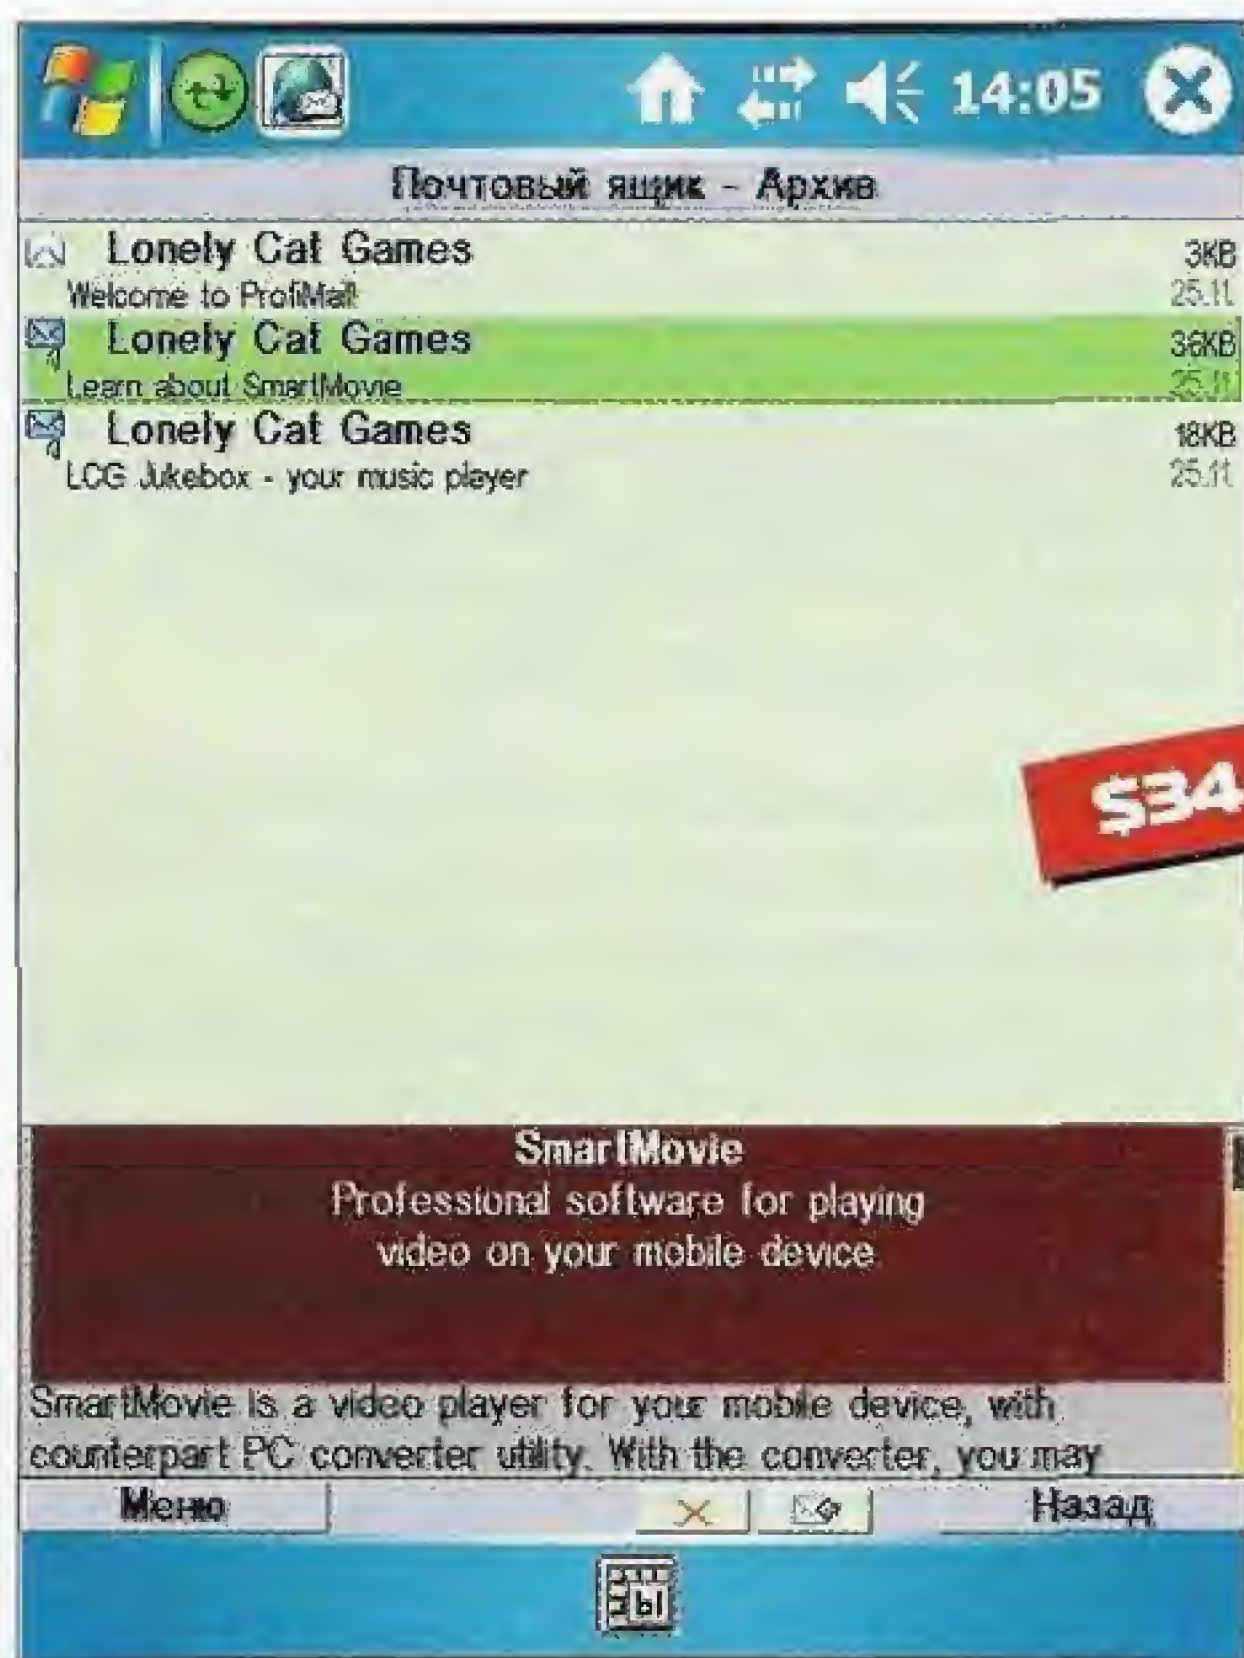 14:05
Почтовый ящик - Архив
Lonely Cat Games 3KB
Welcome to ProfiMail! 25.11.
Lonely Cat Games 36KB
Learn about SmartMovie 25.11.
Lonely Cat Games 18KB
LCG Jukebox - your music player 25.11.
$34
SmartMovie
Professional software for playing
video on your mobile device
SmartMovie is a video player for your mobile device, with
counterpart PC converter utility. With the converter, you may
Меню Назад
Ы